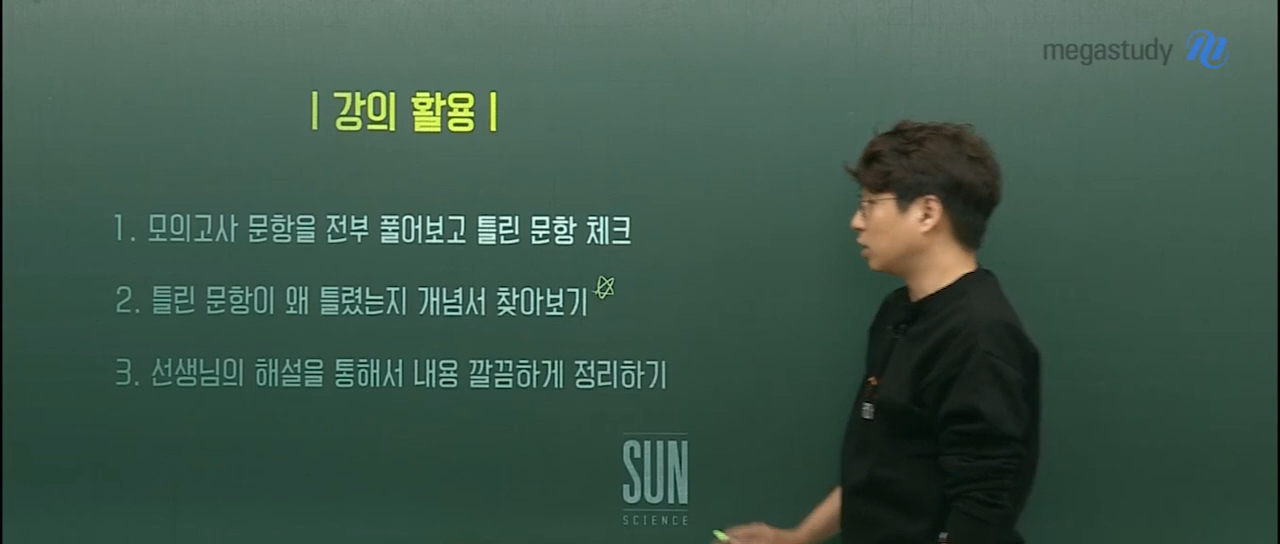 megastudy
| 강의 활용 |
1. 모의고사 문항을 전부 풀어보고 틀린 문항 체크
2. 틀린 문항이 왜 틀렸는지 개념서 찾아보기
3. 선생님의 해설을 통해서 내용 깔끔하게 정리하기
SUN
SCIENCE